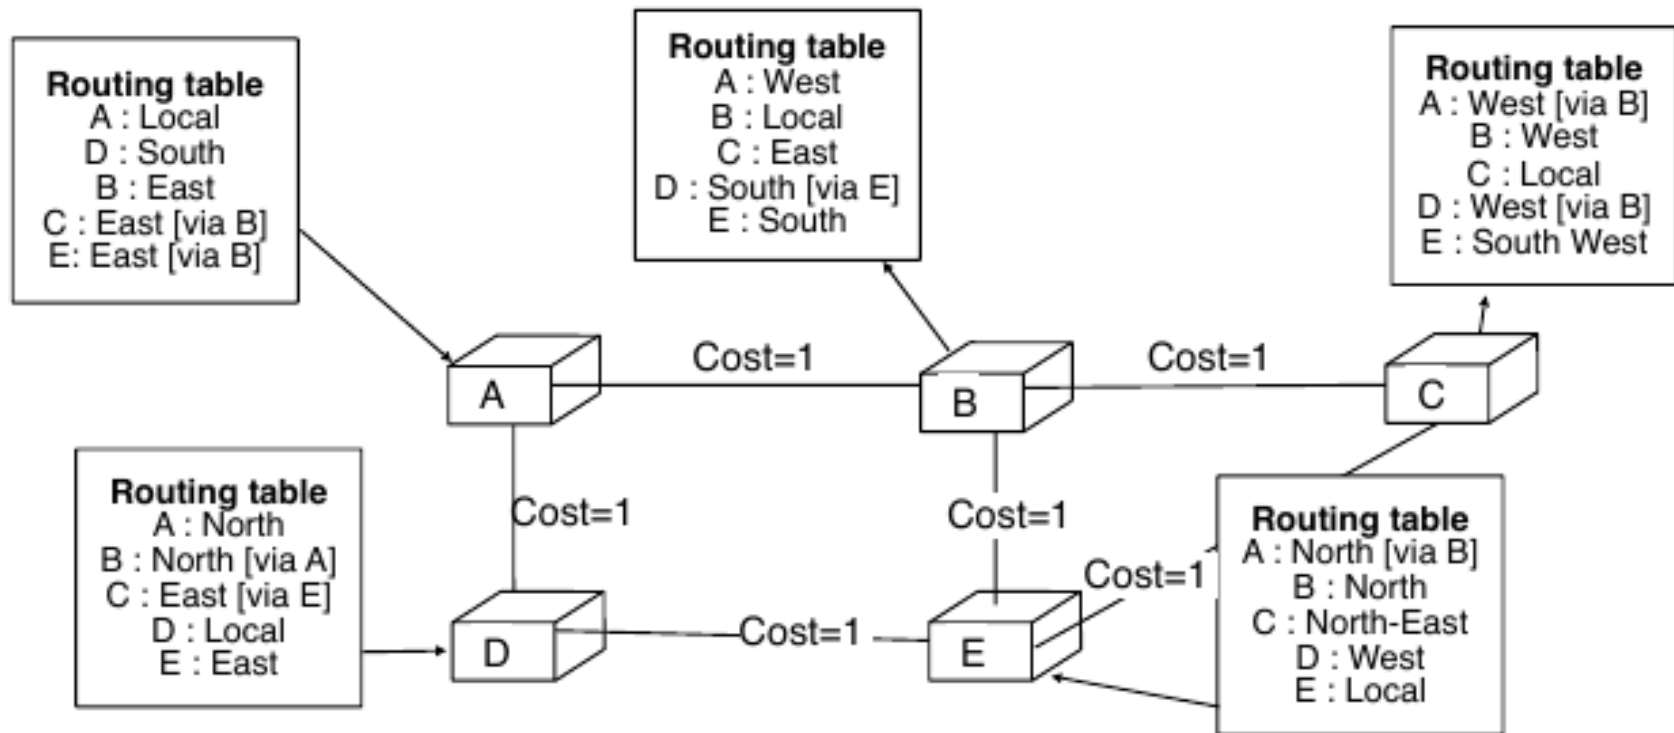 Routing table
A : Local
D : South
B : East
C : East [via B]
E: East [via B]
Routing table
A : West
B : Local
C : East
D : South [via E]
E : South
Routing table
A : West [via B]
B : West
C : Local
D : West [via B]
E : South West
Cost=1
Cost=1
A
B
C
Routing table
A : North
B : North [via A]
C : East [via E]
D : Local
E : East
Cost=1
Cost=1
Cost=1
Routing table
A : North [via B]
B : North
C : North-East
D : West
E : Local
D
Cost=1
E